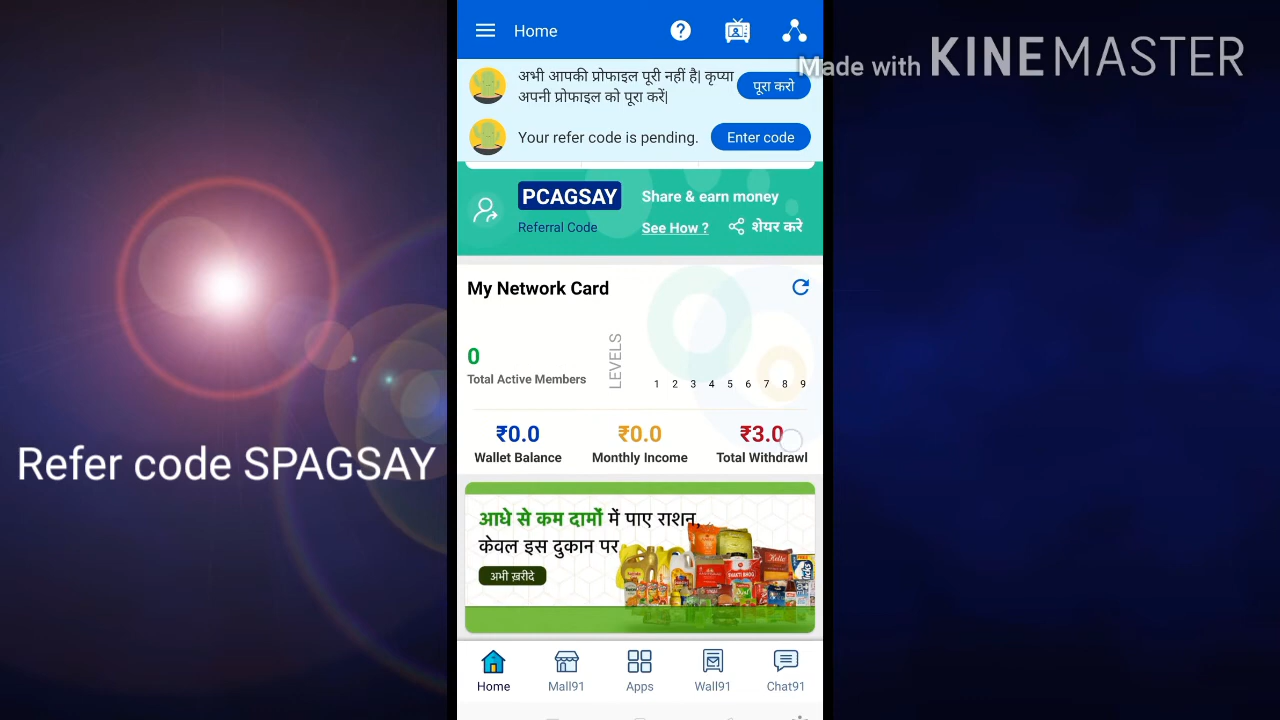 Home
Made with KINEMASTER
अभी आपकी प्रोफाइल पूरी नहीं है| कृप्या
अपनी प्रोफाइल को पूरा करें|
पूरा करो
Your refer code is pending.
Enter code
PCAGSAY
Share & earn money
Referral Code
See How ?
शेयर करे
My Network Card
0
Total Active Members
LEVELS
1 2 3 4 5 6 7 8 9
₹0.0 ₹0.0 ₹3.0
Wallet Balance Monthly Income Total Withdrawl
Refer code SPAGSAY
आधे से कम दामों में पाए राशन,
केवल इस दुकान पर
अभी ख़रीदे
Home Mall91 Apps Wall91 Chat91